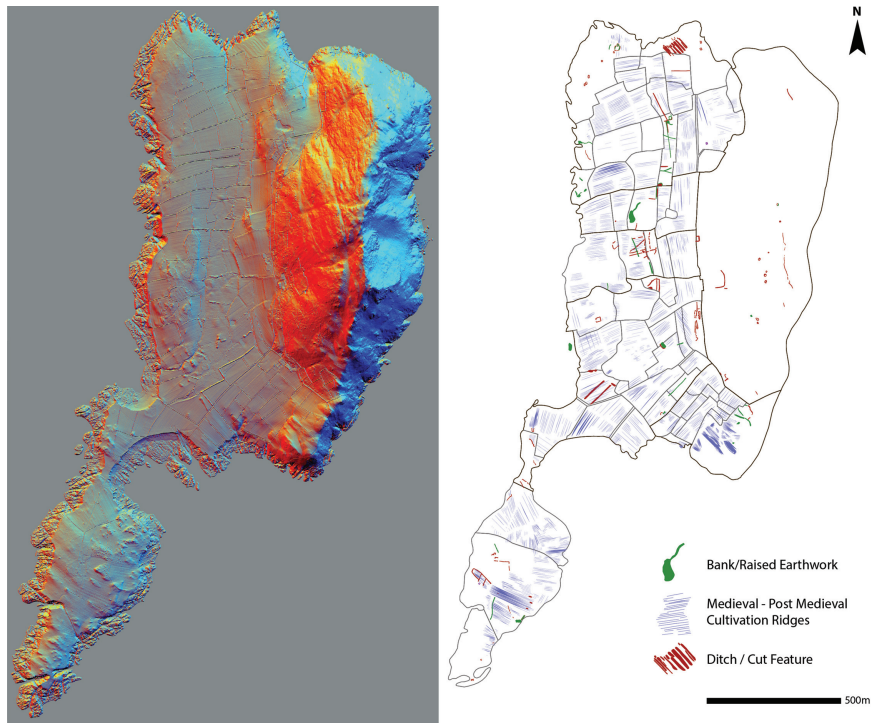 N
Bank/Raised Earthwork
Medieval - Post Medieval
Cultivation Ridges
Ditch / Cut Feature
500m